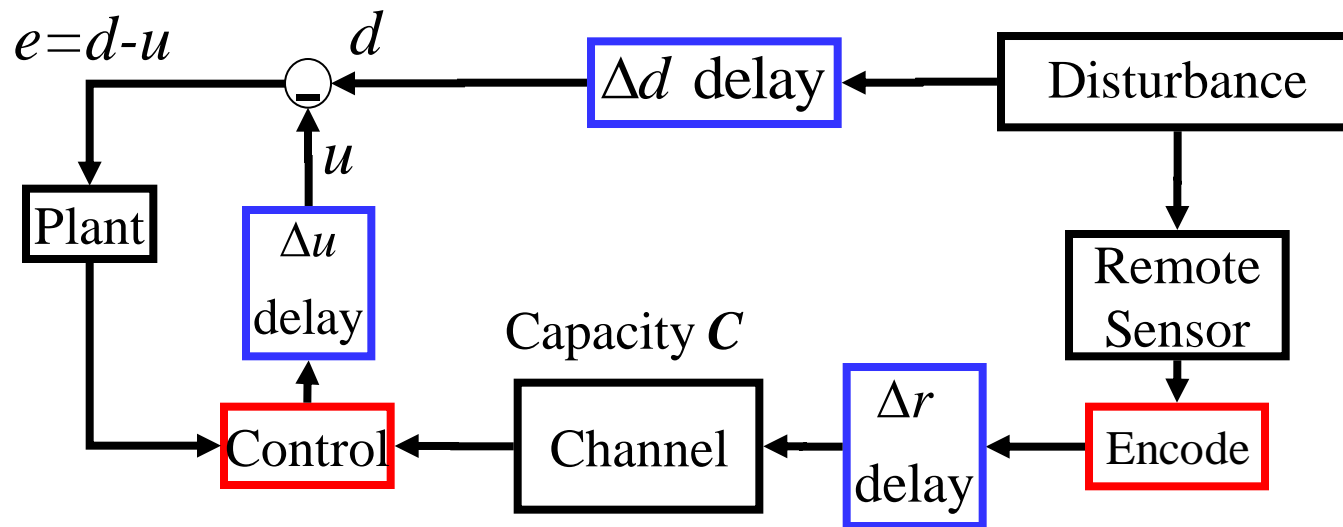 e=d-u
d
Δd delay
Disturbance
-
u
Plant
Δu
delay
Remote
Sensor
Capacity C
Δr
delay
Control
Channel
Encode